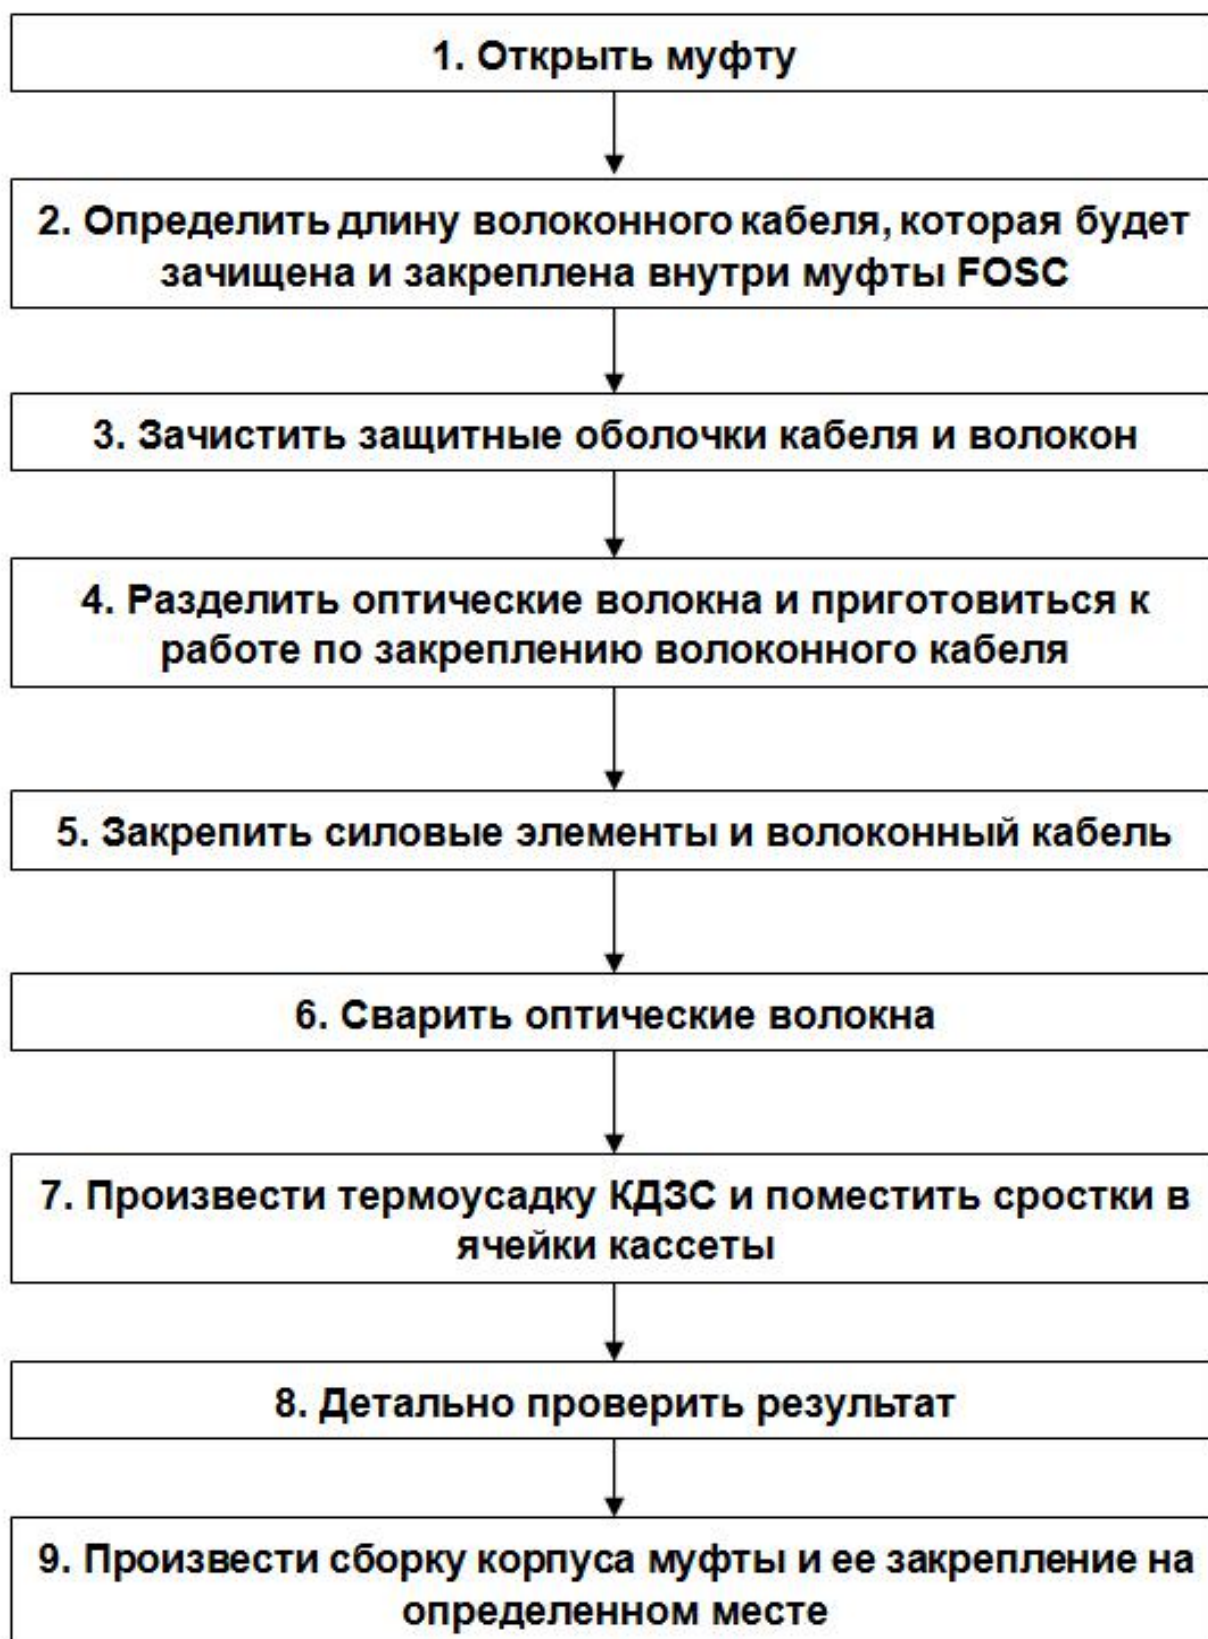 1. Открыть муфту
2. Определить длину волоконного кабеля, которая будет
зачищена и закреплена внутри муфты FOSC
3. Зачистить защитные оболочки кабеля и волокон
4. Разделить оптические волокна и приготовиться к
работе по закреплению волоконного кабеля
5. Закрепить силовые элементы и волоконный кабель
6. Сварить оптические волокна
7. Произвести термоусадку КДЗС и поместить сростки в
ячейки кассеты
8. Детально проверить результат
9. Произвести сборку корпуса муфты и ее закрепление на
определенном месте